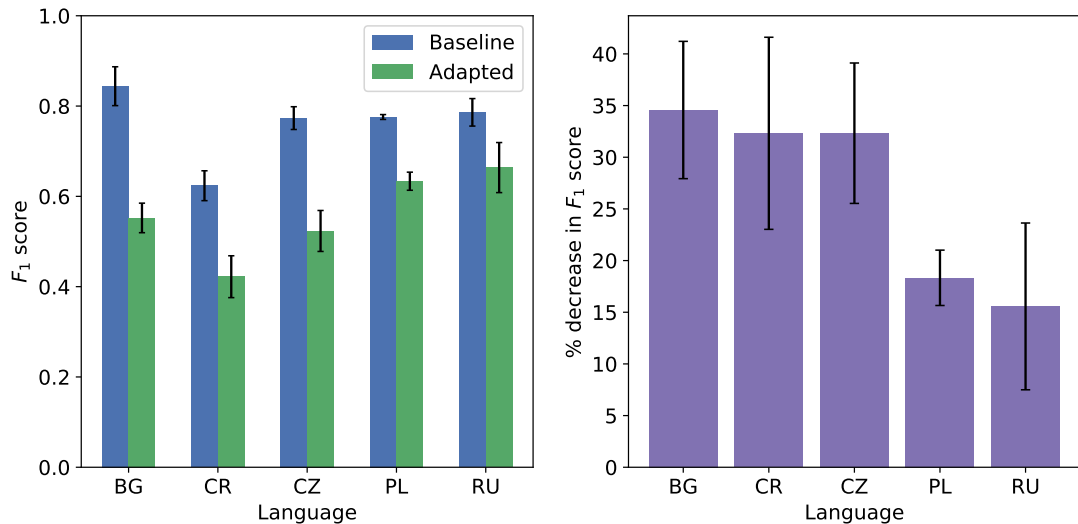 1.0
0.8
0.6
0.4
0.2
0.0
F1 score
Baseline
Adapted
BG CR CZ PL RU
Language
40
35
30
25
20
15
10
5
0
% decrease in F1 score
BG CR CZ PL RU
Language